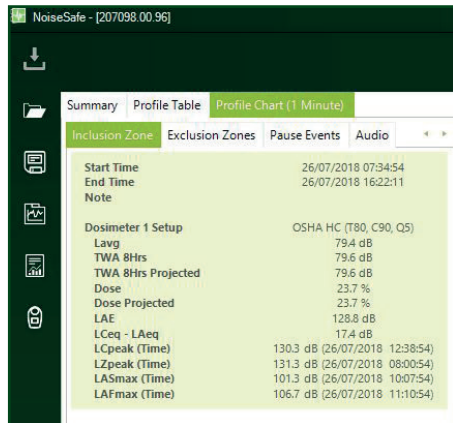 NoiseSafe - [207098.00.96]
Summary Profile Table Profile Chart (1 Minute)
Inclusion Zone Exclusion Zones Pause Events Audio
Start Time 26/07/2018 07:34:54
End Time 26/07/2018 16:22:11
Note
Dosimeter 1 Setup OSHA HC (T80, C90, Q5)
Lavg 79.4 dB
TWA 8Hrs 79.6 dB
TWA 8Hrs Projected 79.6 dB
Dose 23.7 %
Dose Projected 23.7 %
LAE 128.8 dB
LCeq - LAeq 17.4 dB
LCpeak (Time) 130.3 dB (26/07/2018 12:38:54)
LZpeak (Time) 131.3 dB (26/07/2018 08:00:54)
LASmax (Time) 101.3 dB (26/07/2018 10:07:54)
LAFmax (Time) 106.7 dB (26/07/2018 11:10:54)